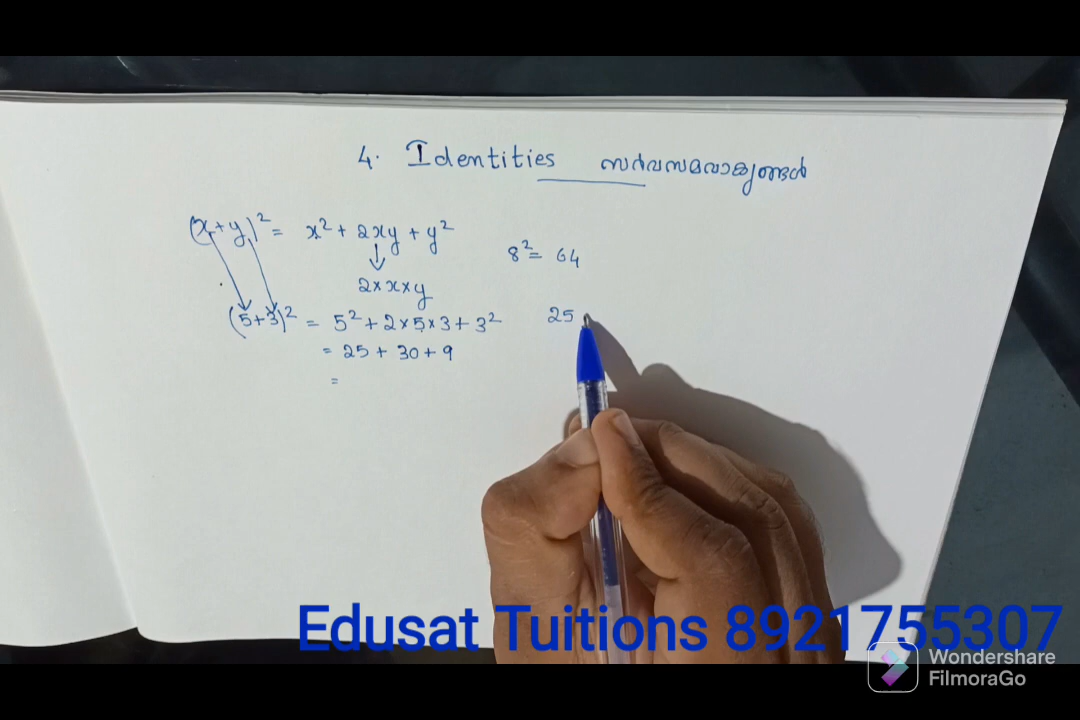 4. Identities സർവസമവാക്യങ്ങൾ
(x+y)² = x² + 2xy + y²
8² = 64
2×x×y
(5+3)² = 5² + 2×5×3 + 3²
25
= 25 + 30 + 9
=
Edusat Tuitions 8921755307
Wondershare
FilmoraGo